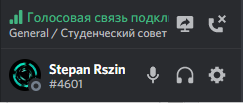 Голосовая связь подкл
General / Студенческий совет
Stepan Rszin
#4601